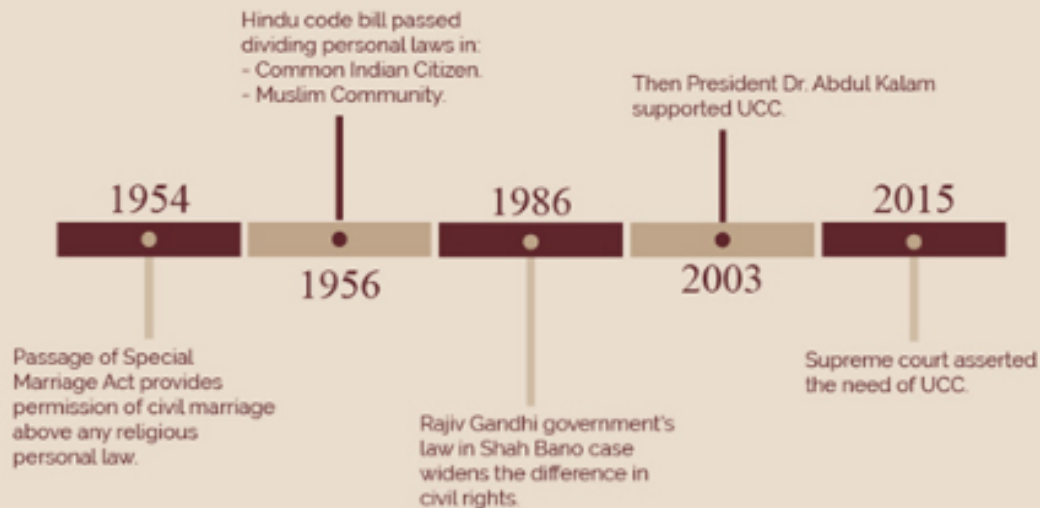 Hindu code bill passed
dividing personal laws in:
- Common Indian Citizen.
- Muslim Community.
Then President Dr. Abdul Kalam
supported UCC.
1954
1986
2015
1956
2003
Passage of Special
Marriage Act provides
permission of civil marriage
above any religious
personal law.
Rajiv Gandhi government's
law in Shah Bano case
widens the difference in
civil rights.
Supreme court asserted
the need of UCC.